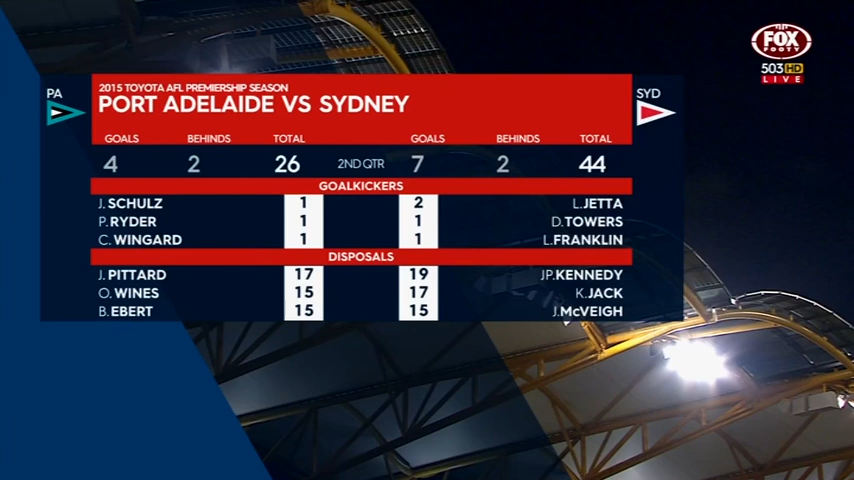 FOX
FOOTY
503 HD
LIVE
PA
2015 TOYOTA AFL PREMIERSHIP SEASON
PORT ADELAIDE VS SYDNEY
SYD
GOALS BEHINDS TOTAL GOALS BEHINDS TOTAL
4 2 26 2ND QTR 7 2 44
GOALKICKERS
J. SCHULZ 1 2 L. JETTA
P. RYDER 1 1 D. TOWERS
C. WINGARD 1 1 L. FRANKLIN
DISPOSALS
J. PITTARD 17 19 JP. KENNEDY
O. WINES 15 17 K. JACK
B. EBERT 15 15 J. McVEIGH